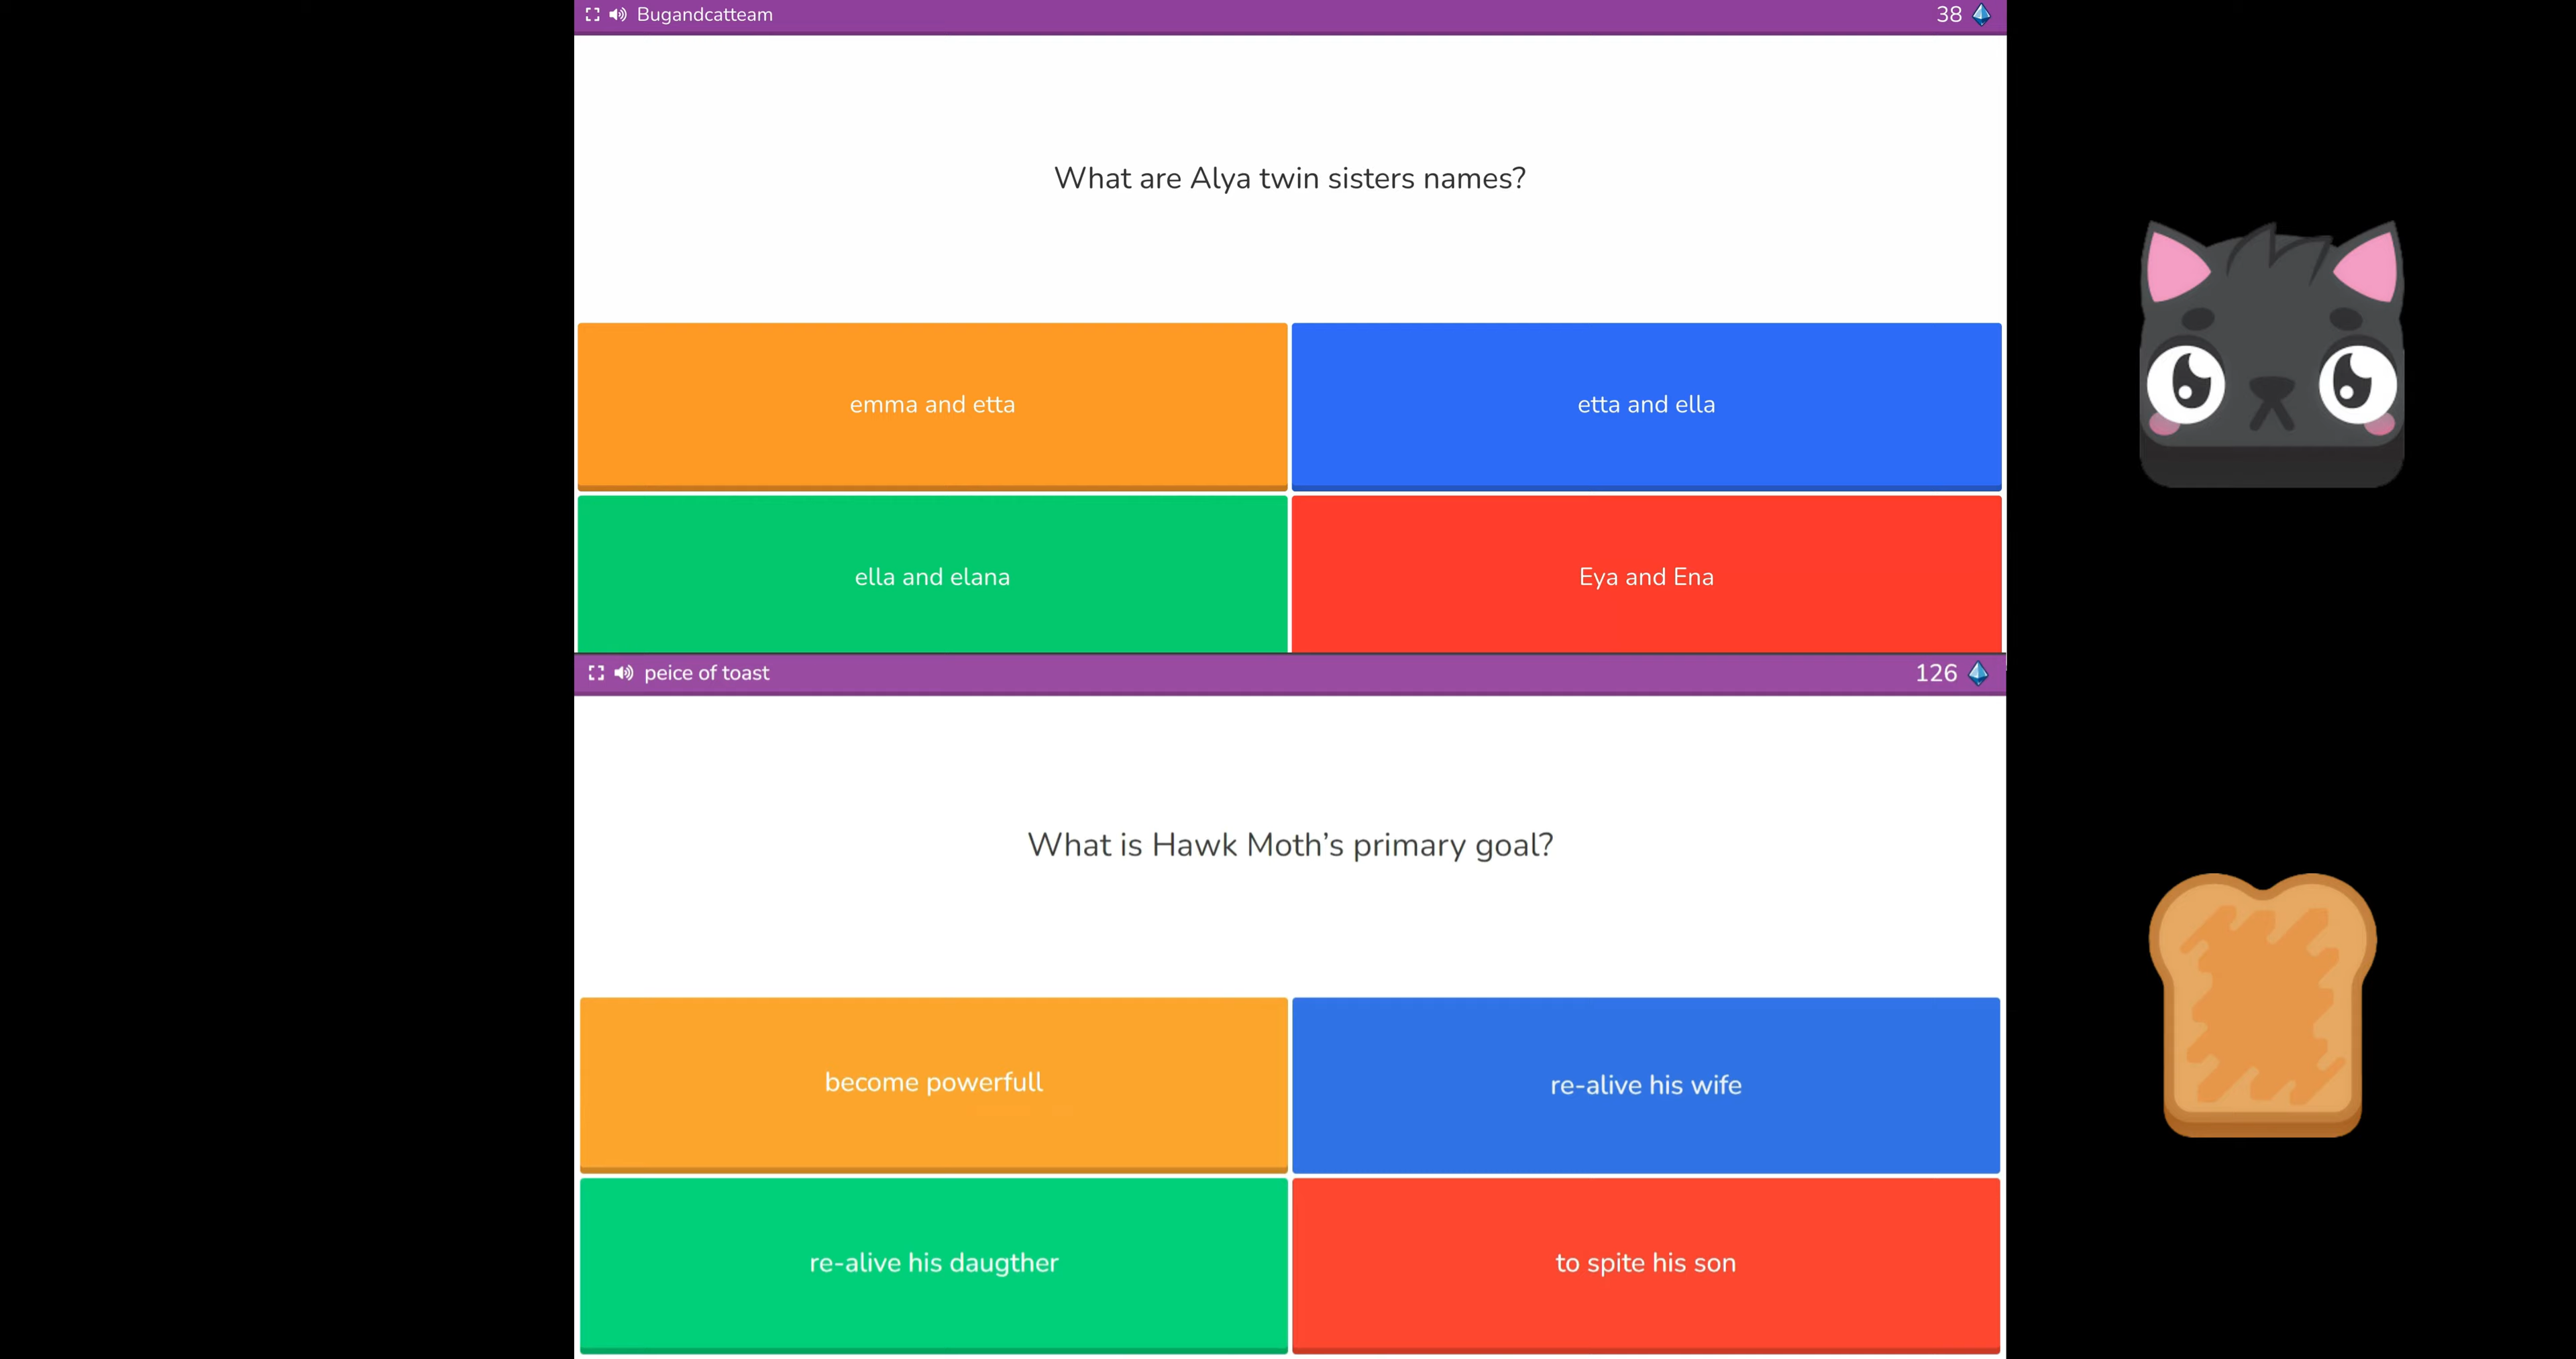 Bugandcatteam
38
What are Alya twin sisters names?
emma and etta
etta and ella
ella and elana
Eya and Ena
peice of toast
126
What is Hawk Moth’s primary goal?
become powerfull
re-alive his wife
re-alive his daugther
to spite his son